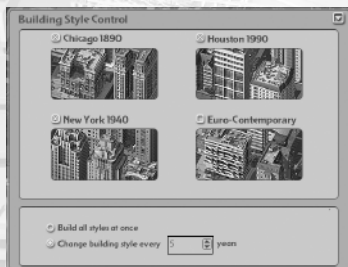 Building Style Control
Chicago 1890 Houston 1990
New York 1940 Euro-Contemporary
Build all styles at once
Change building style every 5 years